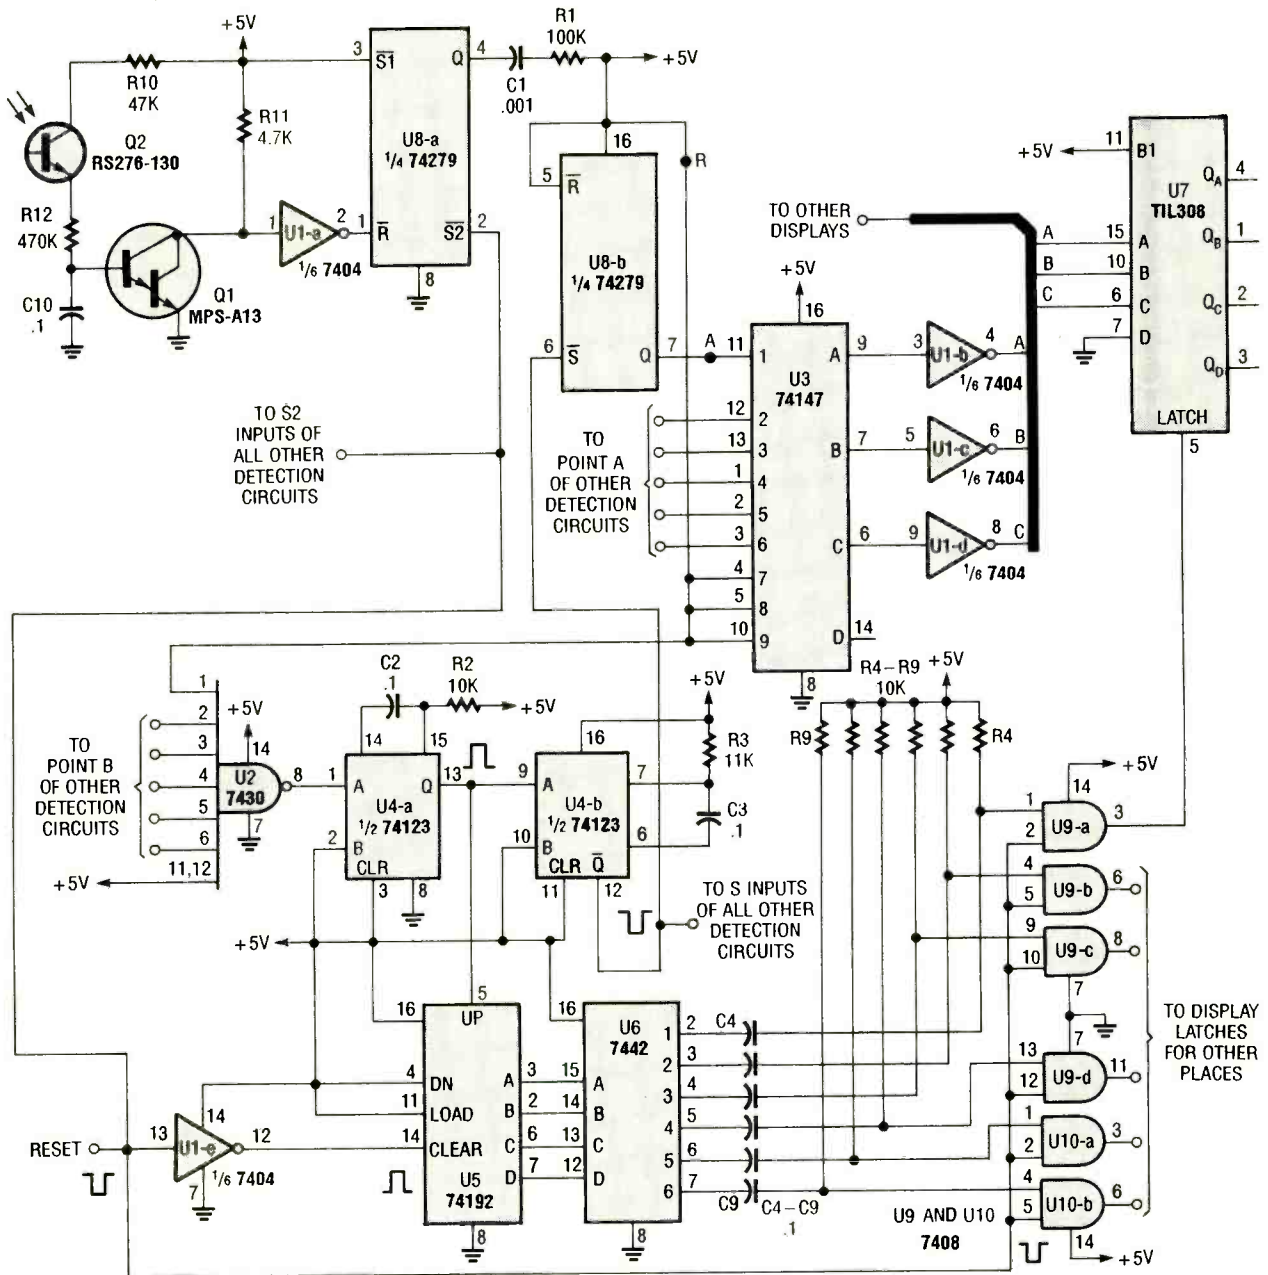 +5V
R10
47K
R11
4.7K
Q2
RS276-130
R12
470K
C10
.1
Q1
MPS-A13
1
2
U1-a
1/6 7404
3
S1
Q
4
U8-a
1/4 74279
1
R
S2
2
8
C1
.001
R1
100K
+5V
16
5
R
R
U8-b
1/4 74279
6
S
Q
7
A
TO S2
INPUTS OF
ALL OTHER
DETECTION
CIRCUITS
TO
POINT A
OF OTHER
DETECTION
CIRCUITS
+5V
16
11
1
12
2
13
3
1
4
2
5
3
6
4
7
5
8
10
9
U3
74147
A
9
B
7
C
6
D
14
8
3
U1-b
4
A
1/6 7404
5
U1-c
6
B
1/6 7404
9
U1-d
8
C
1/6 7404
TO OTHER
DISPLAYS
A
B
C
+5V
11
B1
15
A
10
B
6
C
7
D
U7
TIL308
QA
4
QB
1
QC
2
QD
3
LATCH
5
TO
POINT B
OF OTHER
DETECTION
CIRCUITS
1
2
3
4
5
6
11,12
+5V
+5V
14
U2
7430
8
7
C2
.1
R2
10K
+5V
14
15
1
A
Q
13
U4-a
1/2 74123
2
B
CLR
3
8
16
9
A
7
U4-b
1/2 74123
10
B
6
CLR
Q
11
12
+5V
R3
11K
C3
.1
TO S INPUTS
OF ALL OTHER
DETECTION
CIRCUITS
+5V
R4–R9
10K
+5V
R9
R4
RESET
13
U1-e
14
12
1/6 7404
7
16
5
UP
4
DN
11
LOAD
14
CLEAR
U5
74192
A
3
B
2
C
6
D
7
8
16
U6
7442
15
A
14
B
13
C
12
D
1
2
2
3
3
4
4
5
5
6
6
7
8
C4
C9
C4–C9
.1
1
2
14
+5V
U9-a
3
4
5
U9-b
6
9
10
U9-c
8
7
7
13
12
U9-d
11
1
2
U10-a
3
4
5
U10-b
6
14
+5V
U9 AND U10
7408
TO DISPLAY
LATCHES
FOR OTHER
PLACES